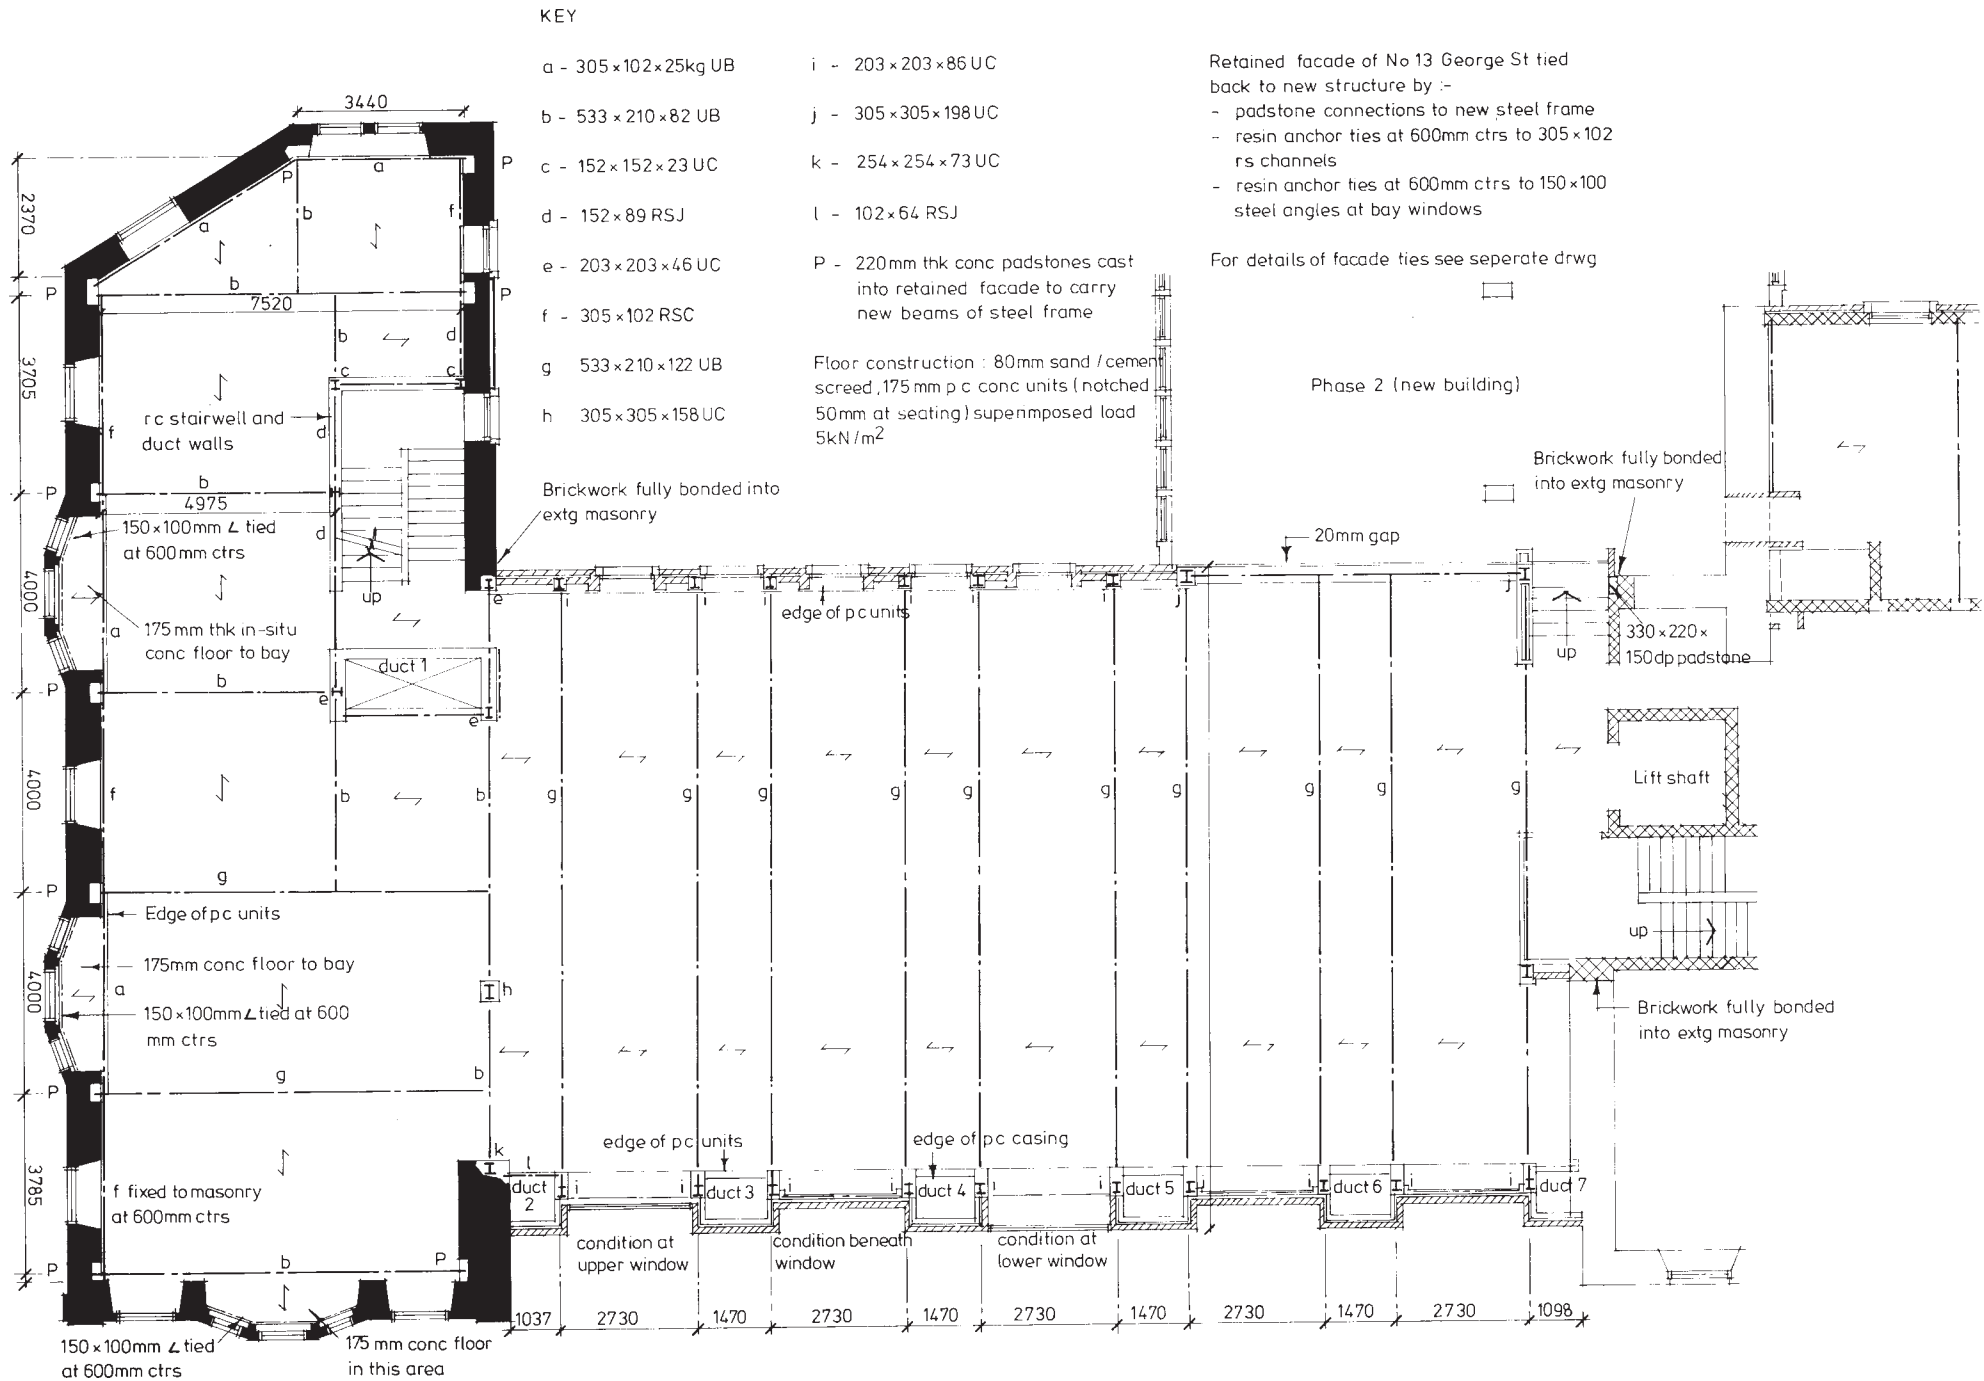 KEY
a - 305×102×25kg UB
b - 533×210×82 UB
c - 152×152×23 UC
d - 152×89 RSJ
e - 203×203×46 UC
f - 305×102 RSC
g 533×210×122 UB
h 305×305×158 UC
i - 203×203×86 UC
j - 305×305×198 UC
k - 254×254×73 UC
l - 102×64 RSJ
P - 220mm thk conc padstones cast
into retained facade to carry
new beams of steel frame
Floor construction : 80mm sand / cement
screed, 175mm p c conc units ( notched
50mm at seating ) superimposed load
5kN/m²
Retained facade of No 13 George St tied
back to new structure by :-
- padstone connections to new steel frame
- resin anchor ties at 600mm ctrs to 305×102
rs channels
- resin anchor ties at 600mm ctrs to 150×100
steel angles at bay windows
For details of facade ties see seperate drwg
3440
P
a
P
b
f
a
2370
P
b
P
7520
b
d
3705
c
c
Phase 2 (new building)
rc stairwell and
duct walls
f
d
Brickwork fully bonded
into extg masonry
P
b
4975
Brickwork fully bonded into
extg masonry
150×100mm ∠ tied
at 600mm ctrs
d
20mm gap
4000
up
e
i
i
i
i
i
i
j
j
edge of pc units
175mm thk in-situ
conc floor to bay
a
330×220×
150dp padstone
up
duct 1
P
b
e
e
Lift shaft
4000
f
b
b
g
g
g
g
g
g
g
g
g
g
g
P
Edge of pc units
up
175mm conc floor to bay
4000
a
h
150×100mm∠tied at 600
mm ctrs
Brickwork fully bonded
into extg masonry
g
b
P
k
edge of pc units
edge of pc casing
l
3785
f fixed to masonry
at 600mm ctrs
duct
2
i
i
duct 3
i
i
duct 4
i
i
duct 5
i
i
duct 6
i
i
duct 7
P
b
P
condition at
upper window
condition beneath
window
condition at
lower window
1037
2730
1470
2730
1470
2730
1470
2730
1470
2730
1098
150×100mm ∠ tied
at 600mm ctrs
175 mm conc floor
in this area